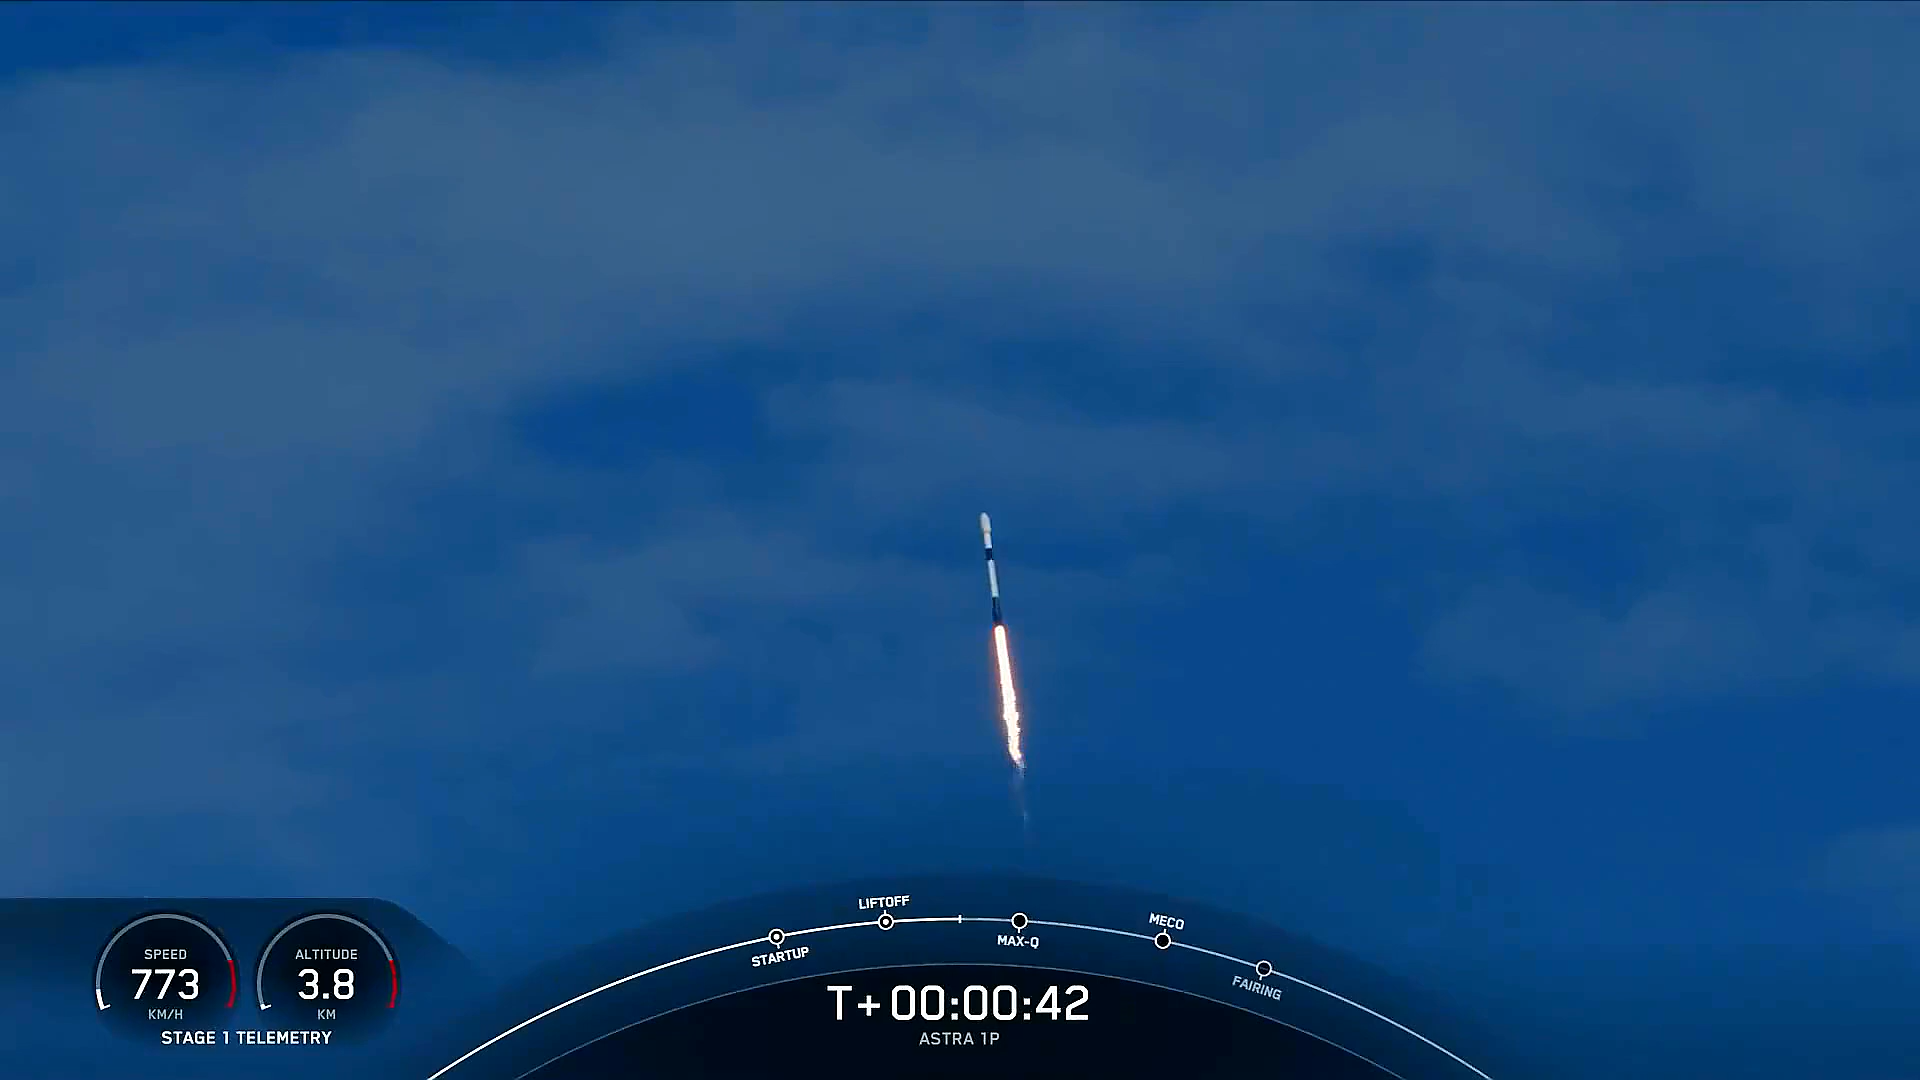 LIFTOFF
MECO
STARTUP
MAX-Q
FAIRING
SPEED
773
KM/H
ALTITUDE
3.8
KM
STAGE 1 TELEMETRY
T+00:00:42
ASTRA 1P